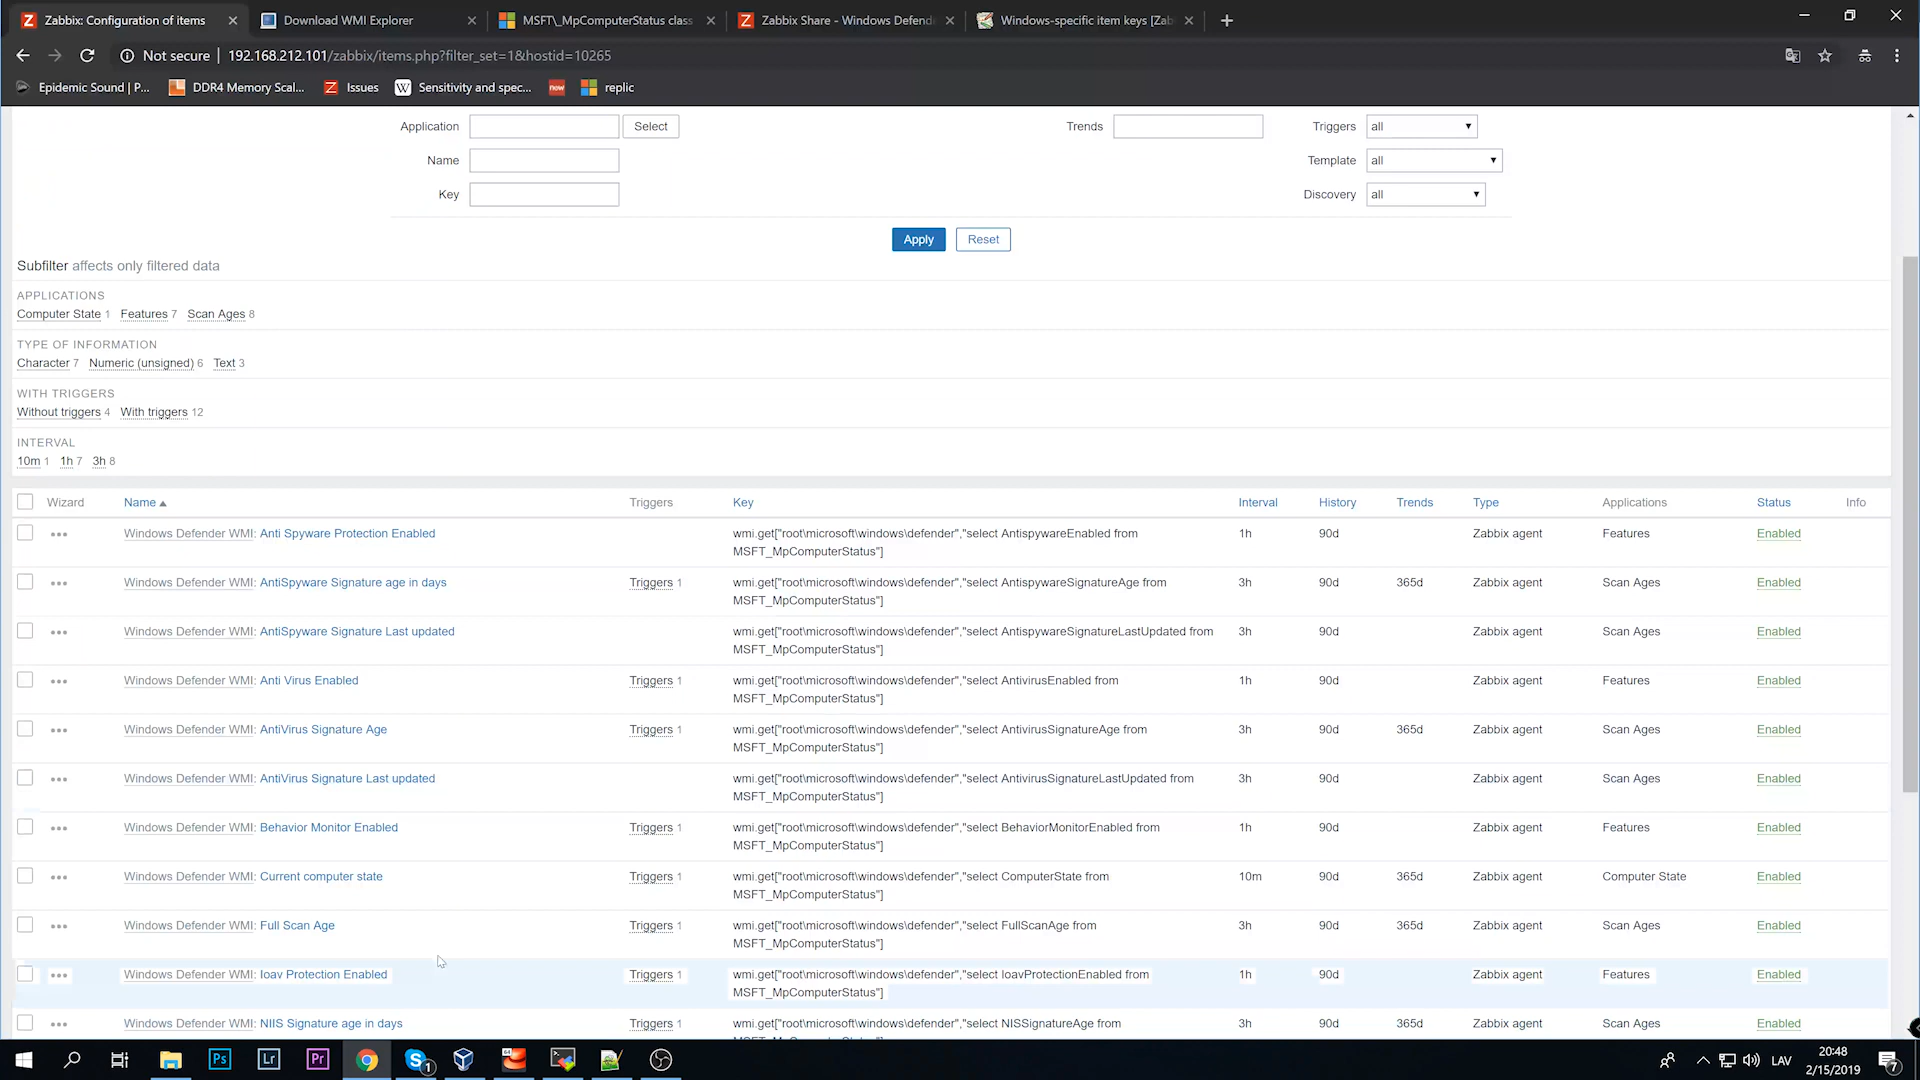 Zabbix: Configuration of items
Download WMI Explorer
MSFT\_MpComputerStatus class
Zabbix Share - Windows Defende
Windows-specific item keys [Zab
Not secure
192.168.212.101/zabbix/items.php?filter_set=1&hostid=10265
Epidemic Sound | P...
DDR4 Memory Scal...
Issues
Sensitivity and spec...
now
replic
Application
Select
Trends
Triggers
all
Name
Template
all
Key
Discovery
all
Apply
Reset
Subfilter affects only filtered data
APPLICATIONS
Computer State 1 Features 7 Scan Ages 8
TYPE OF INFORMATION
Character 7 Numeric (unsigned) 6 Text 3
WITH TRIGGERS
Without triggers 4 With triggers 12
INTERVAL
10m 1 1h 7 3h 8
Wizard Name Triggers Key Interval History Trends Type Applications Status Info
Windows Defender WMI: Anti Spyware Protection Enabled wmi.get["root\microsoft\windows\defender","select AntispywareEnabled from 1h 90d Zabbix agent Features Enabled
MSFT_MpComputerStatus"]
Windows Defender WMI: AntiSpyware Signature age in days Triggers 1 wmi.get["root\microsoft\windows\defender","select AntispywareSignatureAge from 3h 90d 365d Zabbix agent Scan Ages Enabled
MSFT_MpComputerStatus"]
Windows Defender WMI: AntiSpyware Signature Last updated wmi.get["root\microsoft\windows\defender","select AntispywareSignatureLastUpdated from 3h 90d Zabbix agent Scan Ages Enabled
MSFT_MpComputerStatus"]
Windows Defender WMI: Anti Virus Enabled Triggers 1 wmi.get["root\microsoft\windows\defender","select AntivirusEnabled from 1h 90d Zabbix agent Features Enabled
MSFT_MpComputerStatus"]
Windows Defender WMI: AntiVirus Signature Age Triggers 1 wmi.get["root\microsoft\windows\defender","select AntivirusSignatureAge from 3h 90d 365d Zabbix agent Scan Ages Enabled
MSFT_MpComputerStatus"]
Windows Defender WMI: AntiVirus Signature Last updated wmi.get["root\microsoft\windows\defender","select AntivirusSignatureLastUpdated from 3h 90d Zabbix agent Scan Ages Enabled
MSFT_MpComputerStatus"]
Windows Defender WMI: Behavior Monitor Enabled Triggers 1 wmi.get["root\microsoft\windows\defender","select BehaviorMonitorEnabled from 1h 90d Zabbix agent Features Enabled
MSFT_MpComputerStatus"]
Windows Defender WMI: Current computer state Triggers 1 wmi.get["root\microsoft\windows\defender","select ComputerState from 10m 90d 365d Zabbix agent Computer State Enabled
MSFT_MpComputerStatus"]
Windows Defender WMI: Full Scan Age Triggers 1 wmi.get["root\microsoft\windows\defender","select FullScanAge from 3h 90d 365d Zabbix agent Scan Ages Enabled
MSFT_MpComputerStatus"]
Windows Defender WMI: Ioav Protection Enabled Triggers 1 wmi.get["root\microsoft\windows\defender","select IoavProtectionEnabled from 1h 90d Zabbix agent Features Enabled
MSFT_MpComputerStatus"]
Windows Defender WMI: NIIS Signature age in days Triggers 1 wmi.get["root\microsoft\windows\defender","select NISSignatureAge from 3h 90d 365d Zabbix agent Scan Ages Enabled
Ps Lr Pr
1
64
LAV
20:48
2/15/2019
7